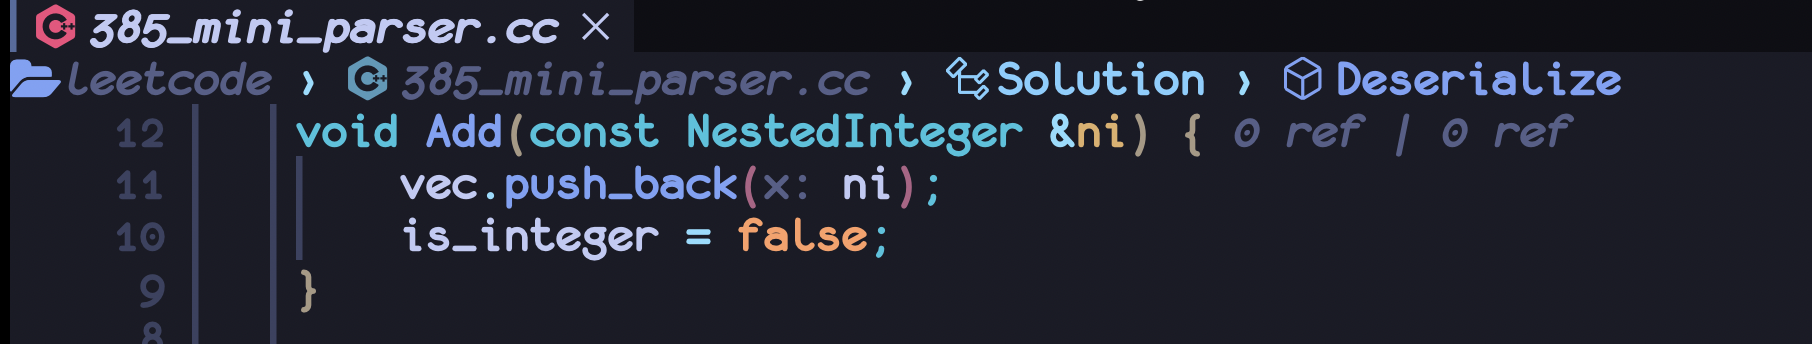 385_mini_parser.cc
leetcode › 385_mini_parser.cc › Solution › Deserialize
12 void Add(const NestedInteger &ni) { 0 ref | 0 ref
11 vec.push_back(x: ni);
10 is_integer = false;
9 }
8